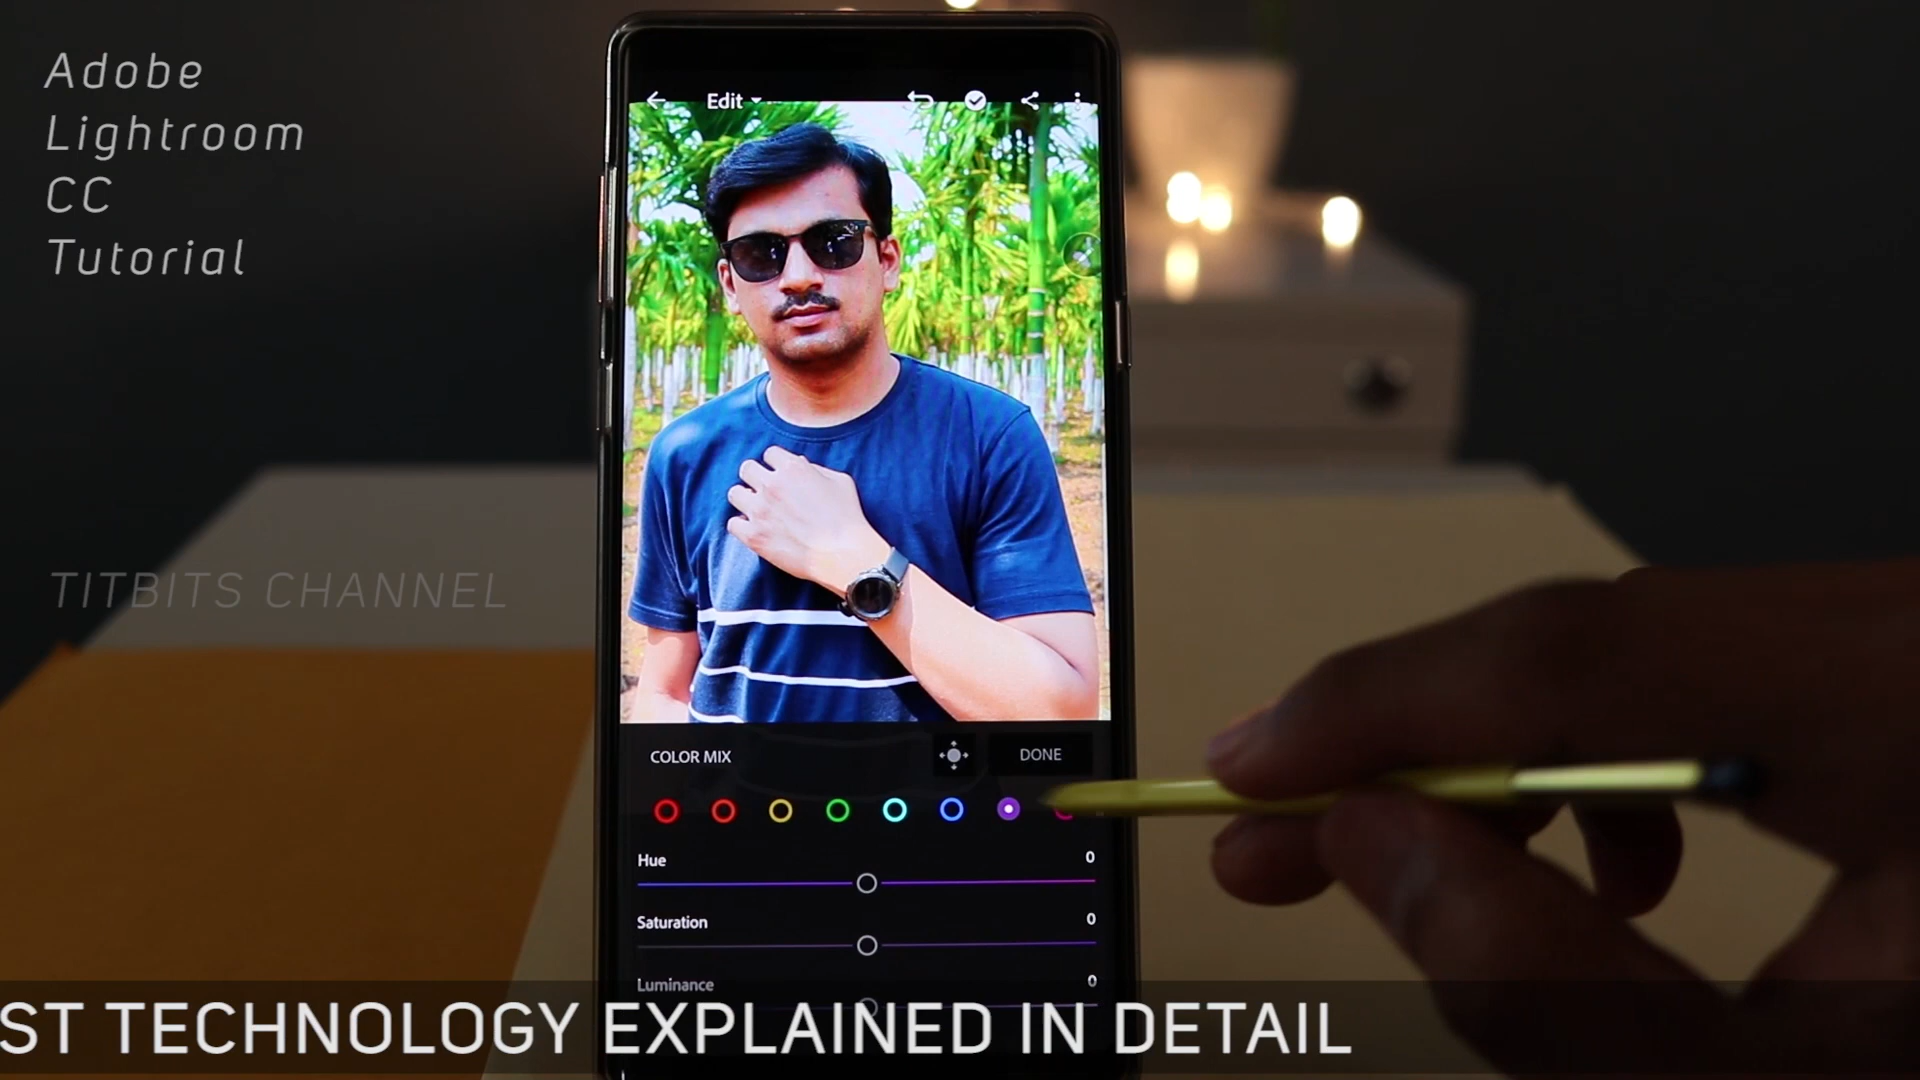 Adobe
Lightroom
CC
Tutorial
Edit
TITBITS CHANNEL
COLOR MIX
DONE
Hue 0
Saturation 0
Luminance 0
ST TECHNOLOGY EXPLAINED IN DETAIL